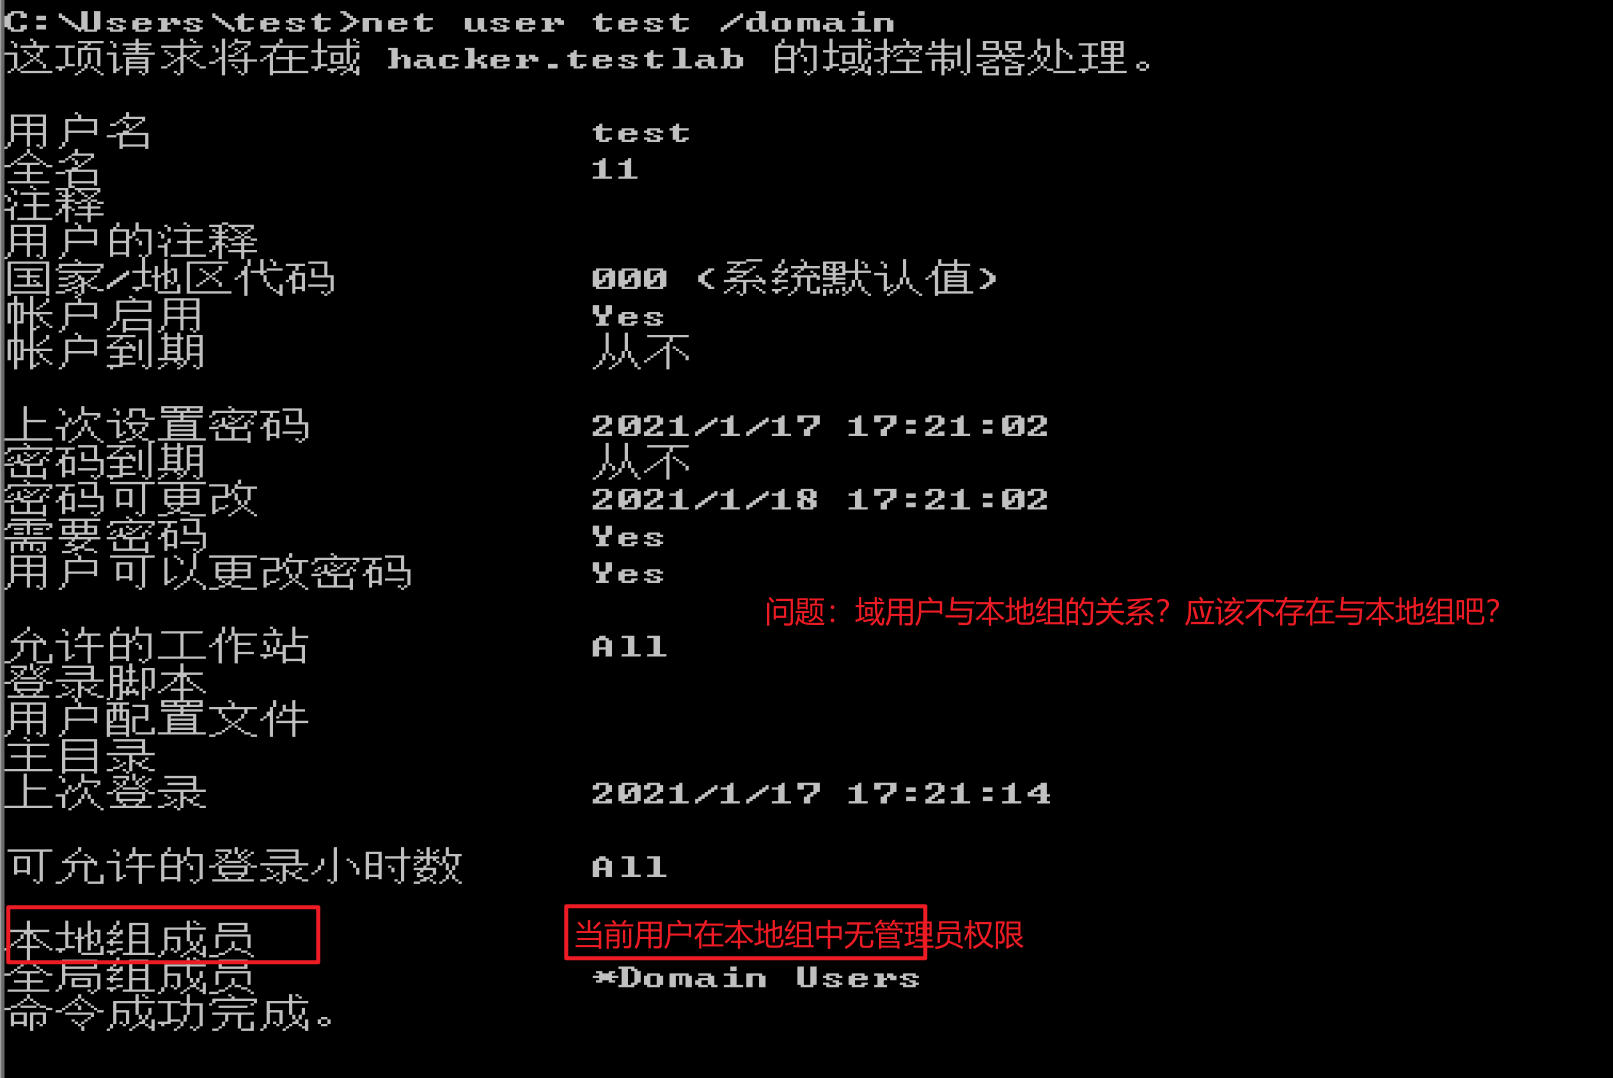 C:\Users\test>net user test /domain
这项请求将在域 hacker.testlab 的域控制器处理。
用户名 test
全名 11
注释
用户的注释
国家/地区代码 000 (系统默认值)
帐户启用 Yes
帐户到期 从不
上次设置密码 2021/1/17 17:21:02
密码到期 从不
密码可更改 2021/1/18 17:21:02
需要密码 Yes
用户可以更改密码 Yes
问题：域用户与本地组的关系？应该不存在与本地组吧？
允许的工作站 All
登录脚本
用户配置文件
主目录
上次登录 2021/1/17 17:21:14
可允许的登录小时数 All
本地组成员 当前用户在本地组中无管理员权限
全局组成员 *Domain Users
命令成功完成。